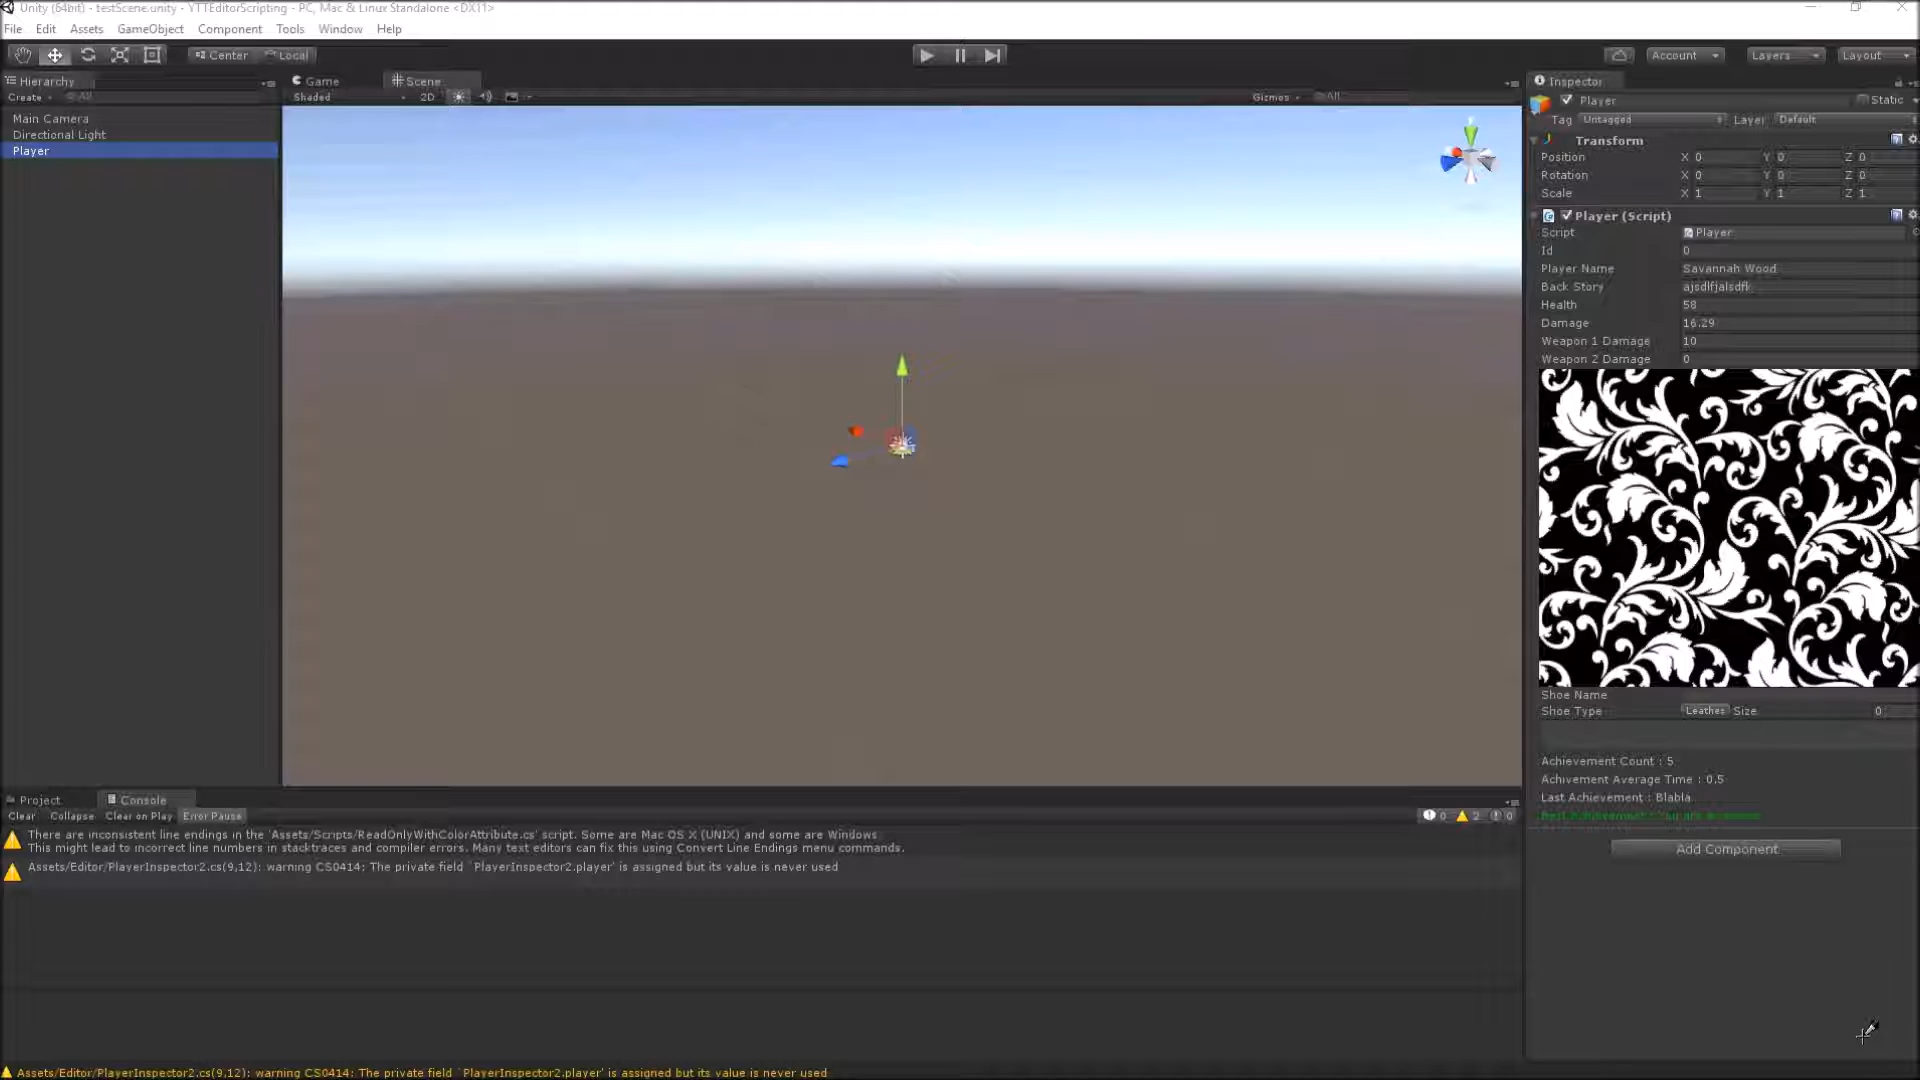 Unity (64bit) - testScene.unity - YTTEditorScripting - PC, Mac & Linux Standalone <DX11>
File Edit Assets GameObject Component Tools Window Help
Center Local Account Layers Layout
Hierarchy Game Scene Inspector
Create All Shaded 2D Gizmos All
Player Static
Main Camera
Tag Untagged Layer Default
Directional Light
Transform
Player
Position X 0 Y 0 Z 0
Rotation X 0 Y 0 Z 0
Scale X 1 Y 1 Z 1
Player (Script)
Script Player
Id 0
Player Name Savannah Wood
Back Story ajsdlfjalsdfk
Health 58
Damage 16.29
Weapon 1 Damage 10
Weapon 2 Damage 0
Shoe Name
Shoe Type Leather Size 0
Achievement Count : 5
Achivement Average Time : 0.5
Last Achievement : Blabla
Add Component
Project Console
Clear Collapse Clear on Play Error Pause 0 2 0
There are inconsistent line endings in the 'Assets/Scripts/ReadOnlyWithColorAttribute.cs' script. Some are Mac OS X (UNIX) and some are Windows
This might lead to incorrect line numbers in stacktraces and compiler errors. Many text editors can fix this using Convert Line Endings menu commands.
Assets/Editor/PlayerInspector2.cs(9,12): warning CS0414: The private field `PlayerInspector2.player' is assigned but its value is never used
Assets/Editor/PlayerInspector2.cs(9,12): warning CS0414: The private field `PlayerInspector2.player' is assigned but its value is never used